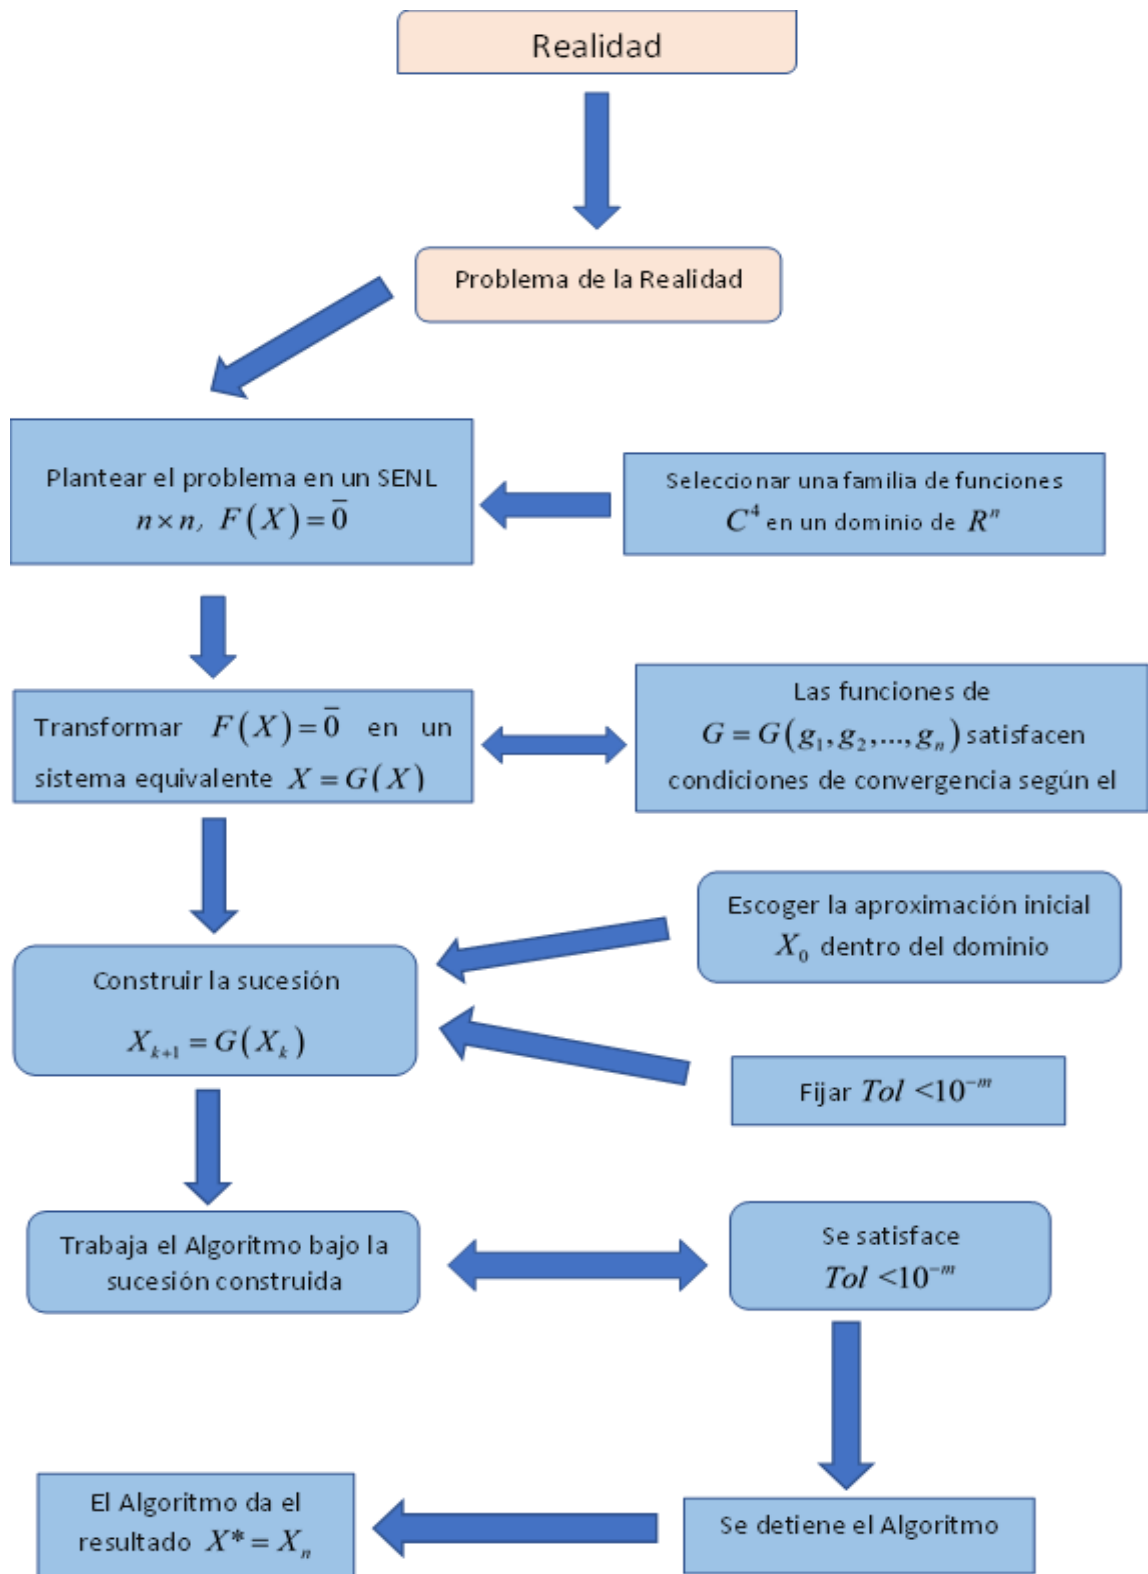 Realidad
Problema de la Realidad
Plantear el problema en un SENL
n × n, F(X) = 0̅
Seleccionar una familia de funciones
C⁴ en un dominio de Rⁿ
Transformar F(X) = 0̅ en un
sistema equivalente X = G(X)
Las funciones de
G = G(g₁, g₂, ..., gₙ) satisfacen
condiciones de convergencia según el
Escoger la aproximación inicial
X₀ dentro del dominio
Construir la sucesión
Xₖ₊₁ = G(Xₖ)
Fijar Tol <10⁻ᵐ
Trabaja el Algoritmo bajo la
sucesión construida
Se satisface
Tol <10⁻ᵐ
Se detiene el Algoritmo
El Algoritmo da el
resultado X* = Xₙ